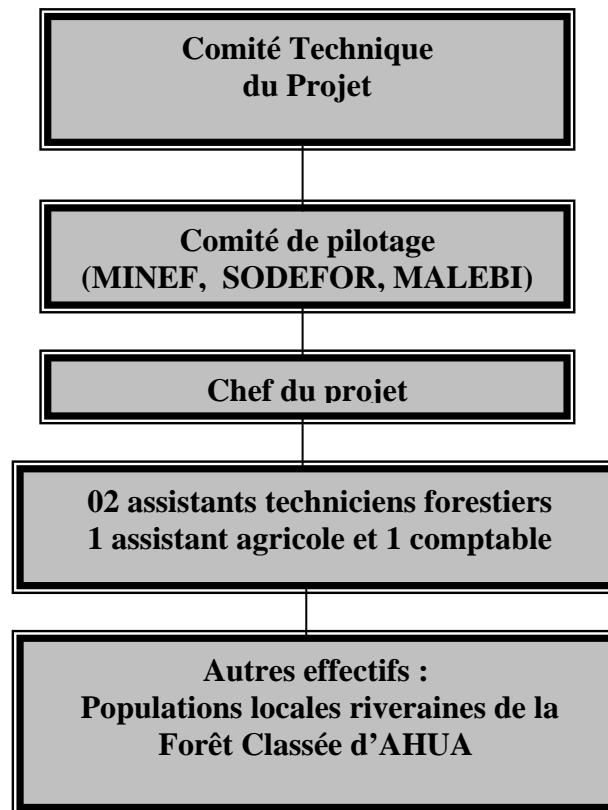 Comité Technique
du Projet
Comité de pilotage
(MINEF, SODEFOR, MALEBI)
Chef du projet
02 assistants techniciens forestiers
1 assistant agricole et 1 comptable
Autres effectifs :
Populations locales riveraines de la
Forêt Classée d’AHUA